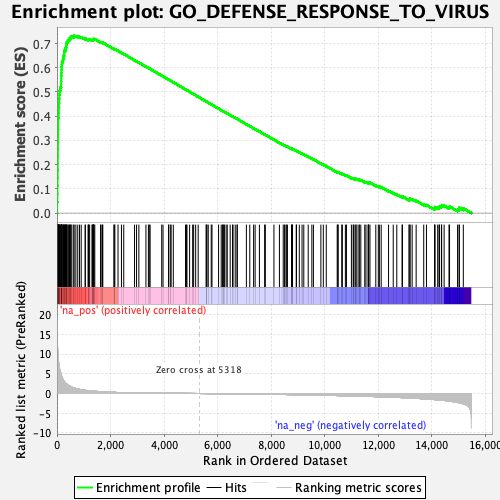 Enrichment plot: GO_DEFENSE_RESPONSE_TO_VIRUS
Enrichment score (ES)
0.7
0.6
0.5
0.4
0.3
0.2
0.1
0.0
'na_pos' (positively correlated)
Ranked list metric (PreRanked)
20
15
10
5
0
-5
-10
Zero cross at 5318
'na_neg' (negatively correlated)
0
2,000
4,000
6,000
8,000
10,000
12,000
14,000
16,000
Rank in Ordered Dataset
Enrichment profile
Hits
Ranking metric scores